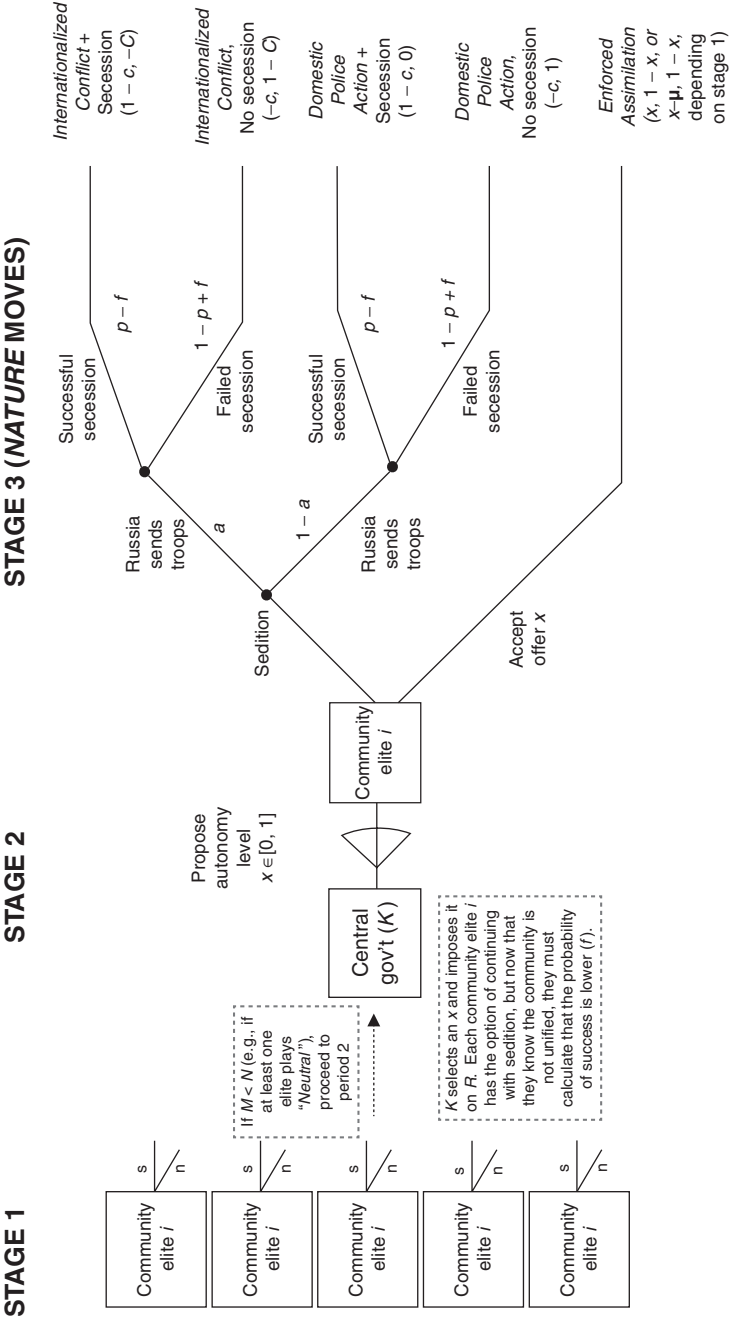 STAGE 1
STAGE 2
STAGE 3 (NATURE MOVES)
Community
elite i
s
n
Community
elite i
s
n
Community
elite i
s
n
Community
elite i
s
n
Community
elite i
s
n
If M < N (e.g., if
at least one
elite plays
“Neutral”),
proceed to
period 2
Central
gov't (K)
Propose
autonomy
level
x ∈ [0, 1]
K selects an x and imposes it
on R. Each community elite i
has the option of continuing
with sedition, but now that
they know the community is
not unified, they must
calculate that the probability
of success is lower (f).
Community
elite i
Sedition
Accept
offer x
Russia
sends
troops
a
1 – a
Russia
sends
troops
Successful
secession
p – f
Failed
secession
1 – p + f
Successful
secession
p – f
Failed
secession
1 – p + f
Internationalized
Conflict +
Secession
(1 – c, –C)
Internationalized
Conflict,
No secession
(–c, 1 – C)
Domestic
Police
Action +
Secession
(1 – c, 0)
Domestic
Police
Action,
No secession
(–c, 1)
Enforced
Assimilation
(x, 1 – x, or
x–μ, 1 – x,
depending
on stage 1)